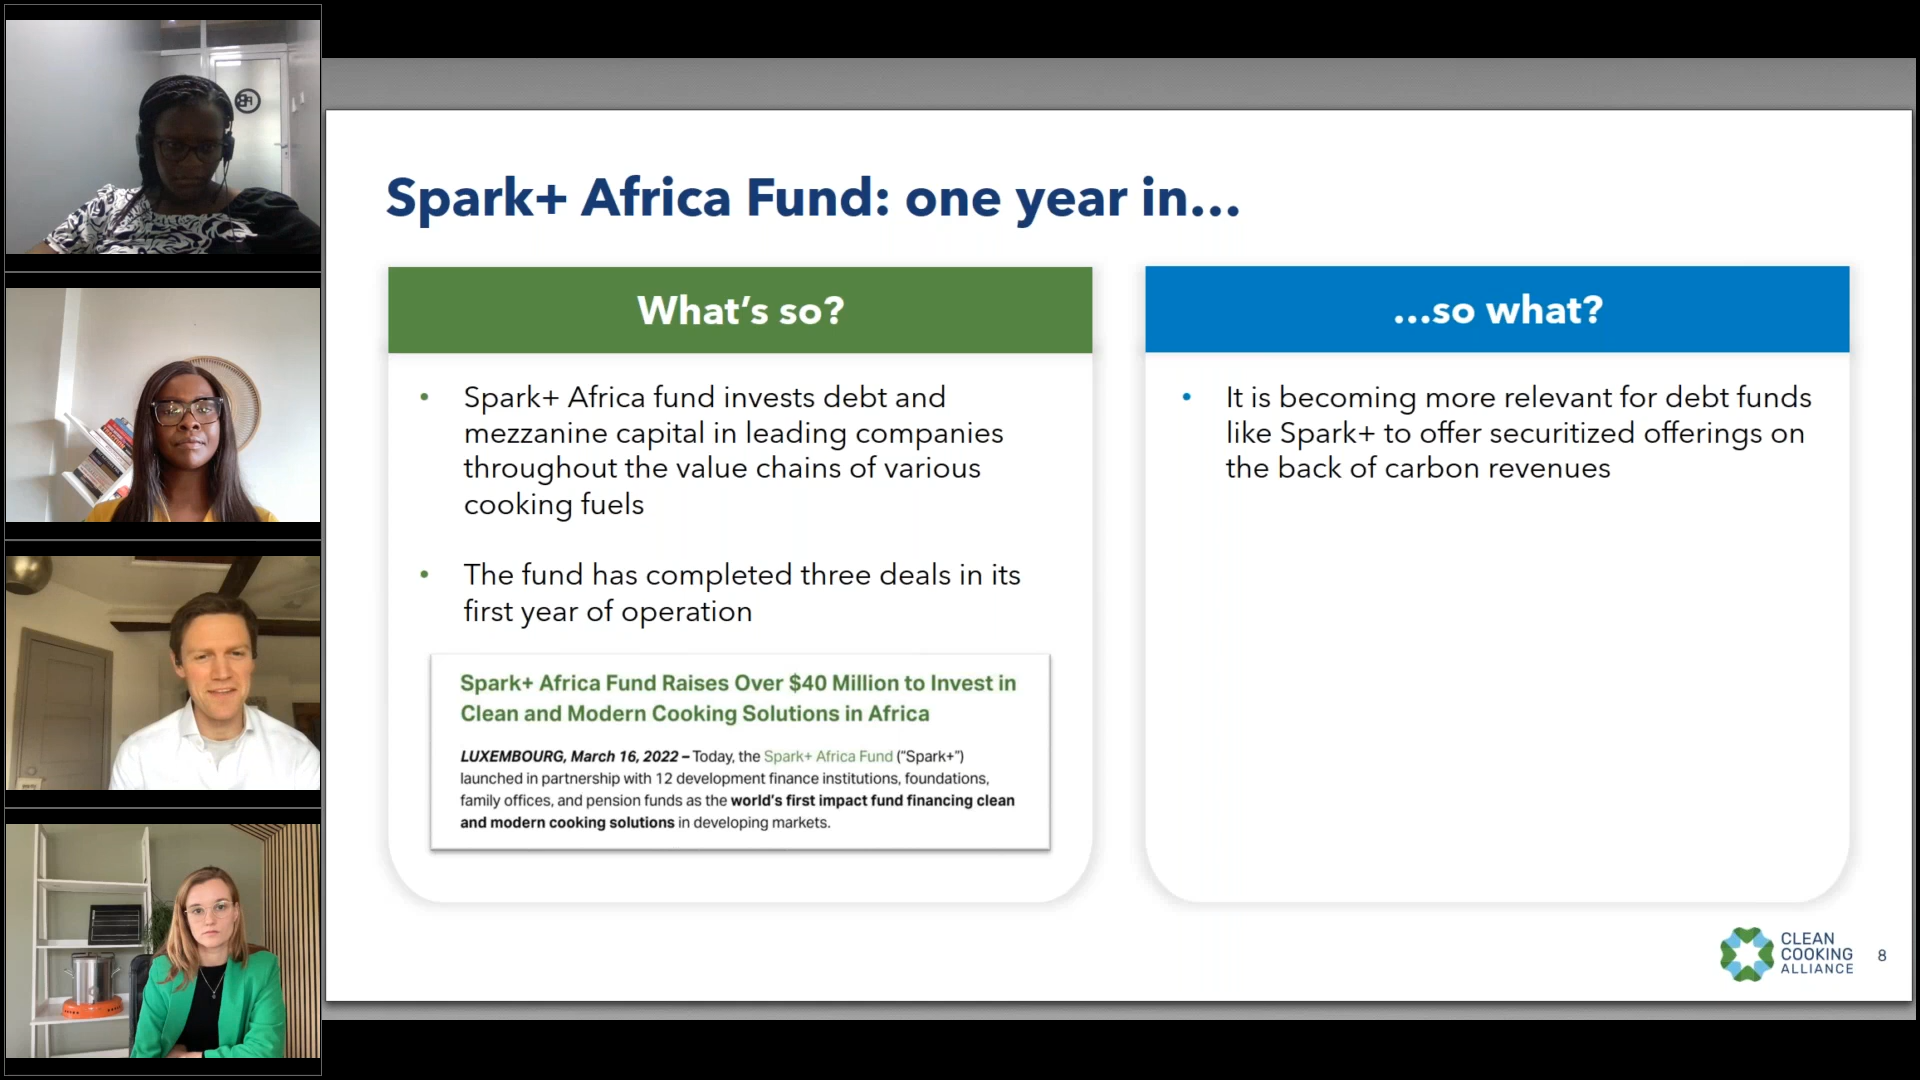 Spark+ Africa Fund: one year in...
What's so?
• Spark+ Africa fund invests debt and
mezzanine capital in leading companies
throughout the value chains of various
cooking fuels
• The fund has completed three deals in its
first year of operation
Spark+ Africa Fund Raises Over $40 Million to Invest in
Clean and Modern Cooking Solutions in Africa
LUXEMBOURG, March 16, 2022 – Today, the Spark+ Africa Fund ("Spark+")
launched in partnership with 12 development finance institutions, foundations,
family offices, and pension funds as the world's first impact fund financing clean
and modern cooking solutions in developing markets.
...so what?
• It is becoming more relevant for debt funds
like Spark+ to offer securitized offerings on
the back of carbon revenues
CLEAN
COOKING
ALLIANCE
8